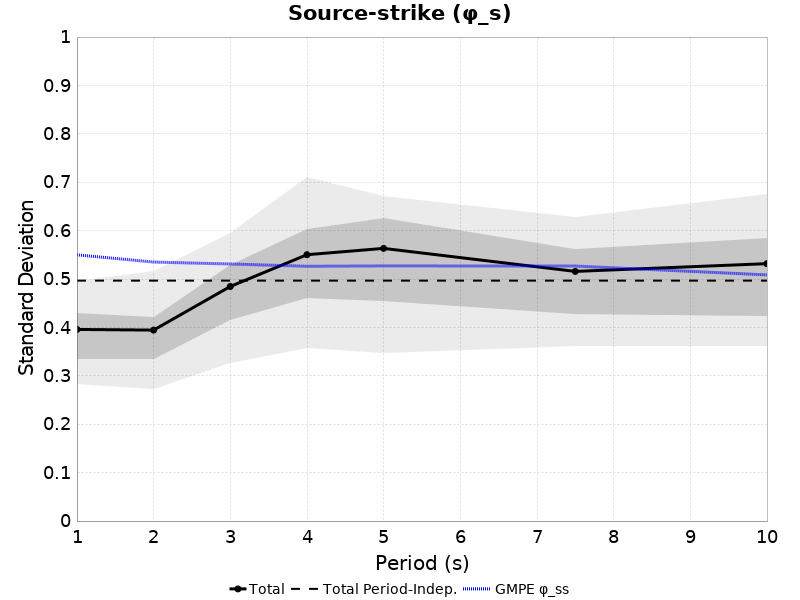 Source-strike (φ_s)
Standard Deviation
1
0.9
0.8
0.7
0.6
0.5
0.4
0.3
0.2
0.1
0
1 2 3 4 5 6 7 8 9 10
Period (s)
Total Total Period-Indep. GMPE φ_ss